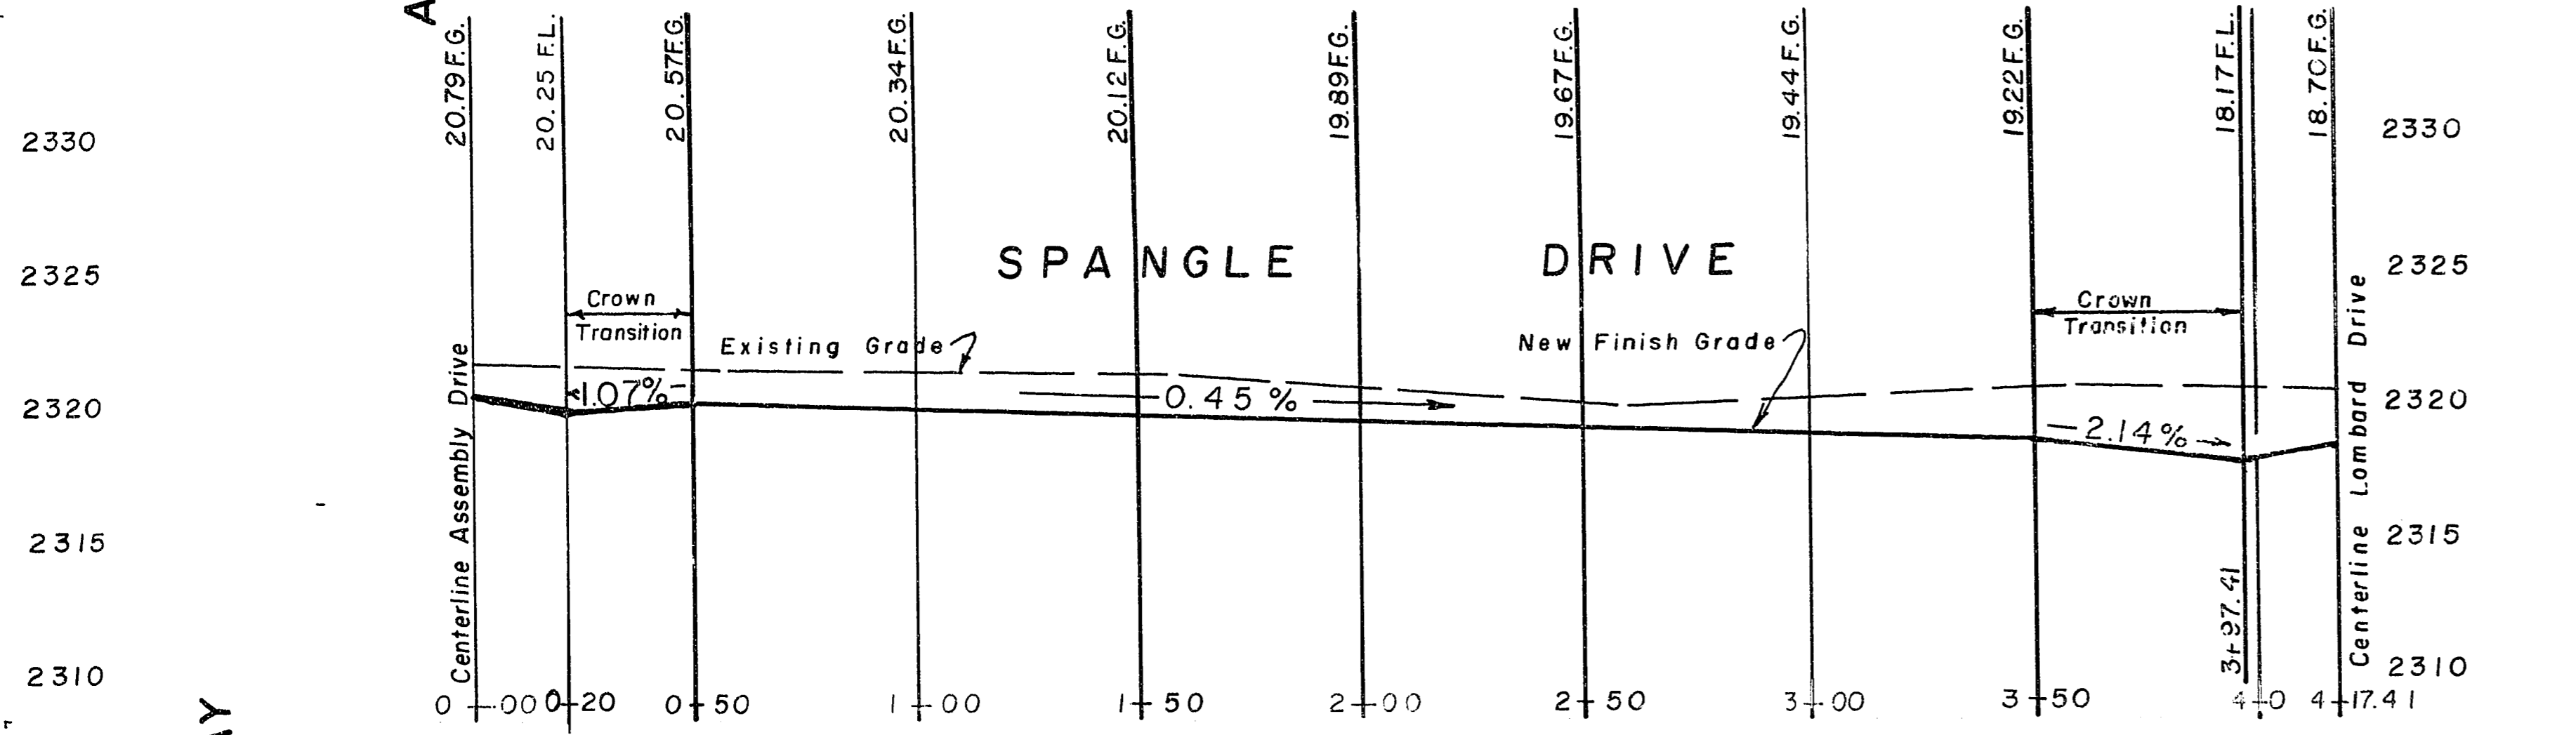 A
20.79 F.G.
20.25 F.L.
20.57 F.G.
20.34 F.G.
20.12 F.G.
19.89 F.G.
19.67 F.G.
19.44 F.G.
19.22 F.G.
18.17 F.L.
18.70 F.G.
2330
2330
SPANGLE DRIVE
2325
2325
Crown
Transition
Crown
Transition
Existing Grade
New Finish Grade
1.07%
0.45%
2.14%
2320
2320
Centerline Assembly Drive
Centerline Lombard Drive
2315
2315
3+97.41
2310
2310
0+00 0+20 0+50 1+00 1+50 2+00 2+50 3+00 3+50 4+0 4+17.41